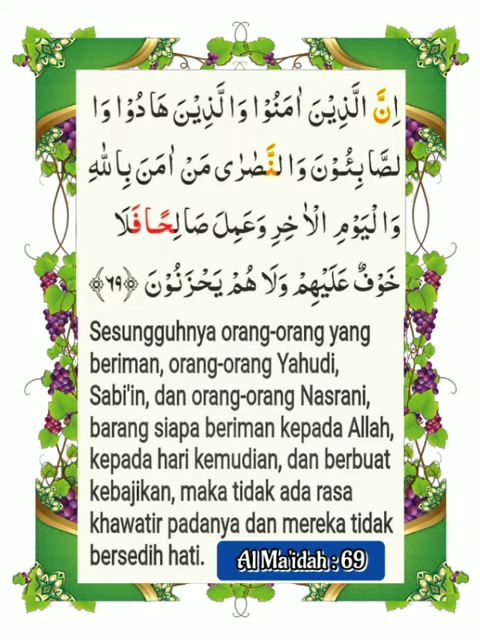 اِنَّ الَّذِيْنَ اٰمَنُوْا وَالَّذِيْنَ هَادُوْا وَا
لصَّابِـُٔوْنَ وَالنَّصٰرٰى مَنْ اٰمَنَ بِاللّٰهِ
وَالْيَوْمِ الْاٰخِرِ وَعَمِلَ صَالِحًا فَلَا
خَوْفٌ عَلَيْهِمْ وَلَا هُمْ يَحْزَنُوْنَ ﴿٦٩﴾
Sesungguhnya orang-orang yang
beriman, orang-orang Yahudi,
Sabi'in, dan orang-orang Nasrani,
barang siapa beriman kepada Allah,
kepada hari kemudian, dan berbuat
kebajikan, maka tidak ada rasa
khawatir padanya dan mereka tidak
bersedih hati.
Al Ma'idah : 69